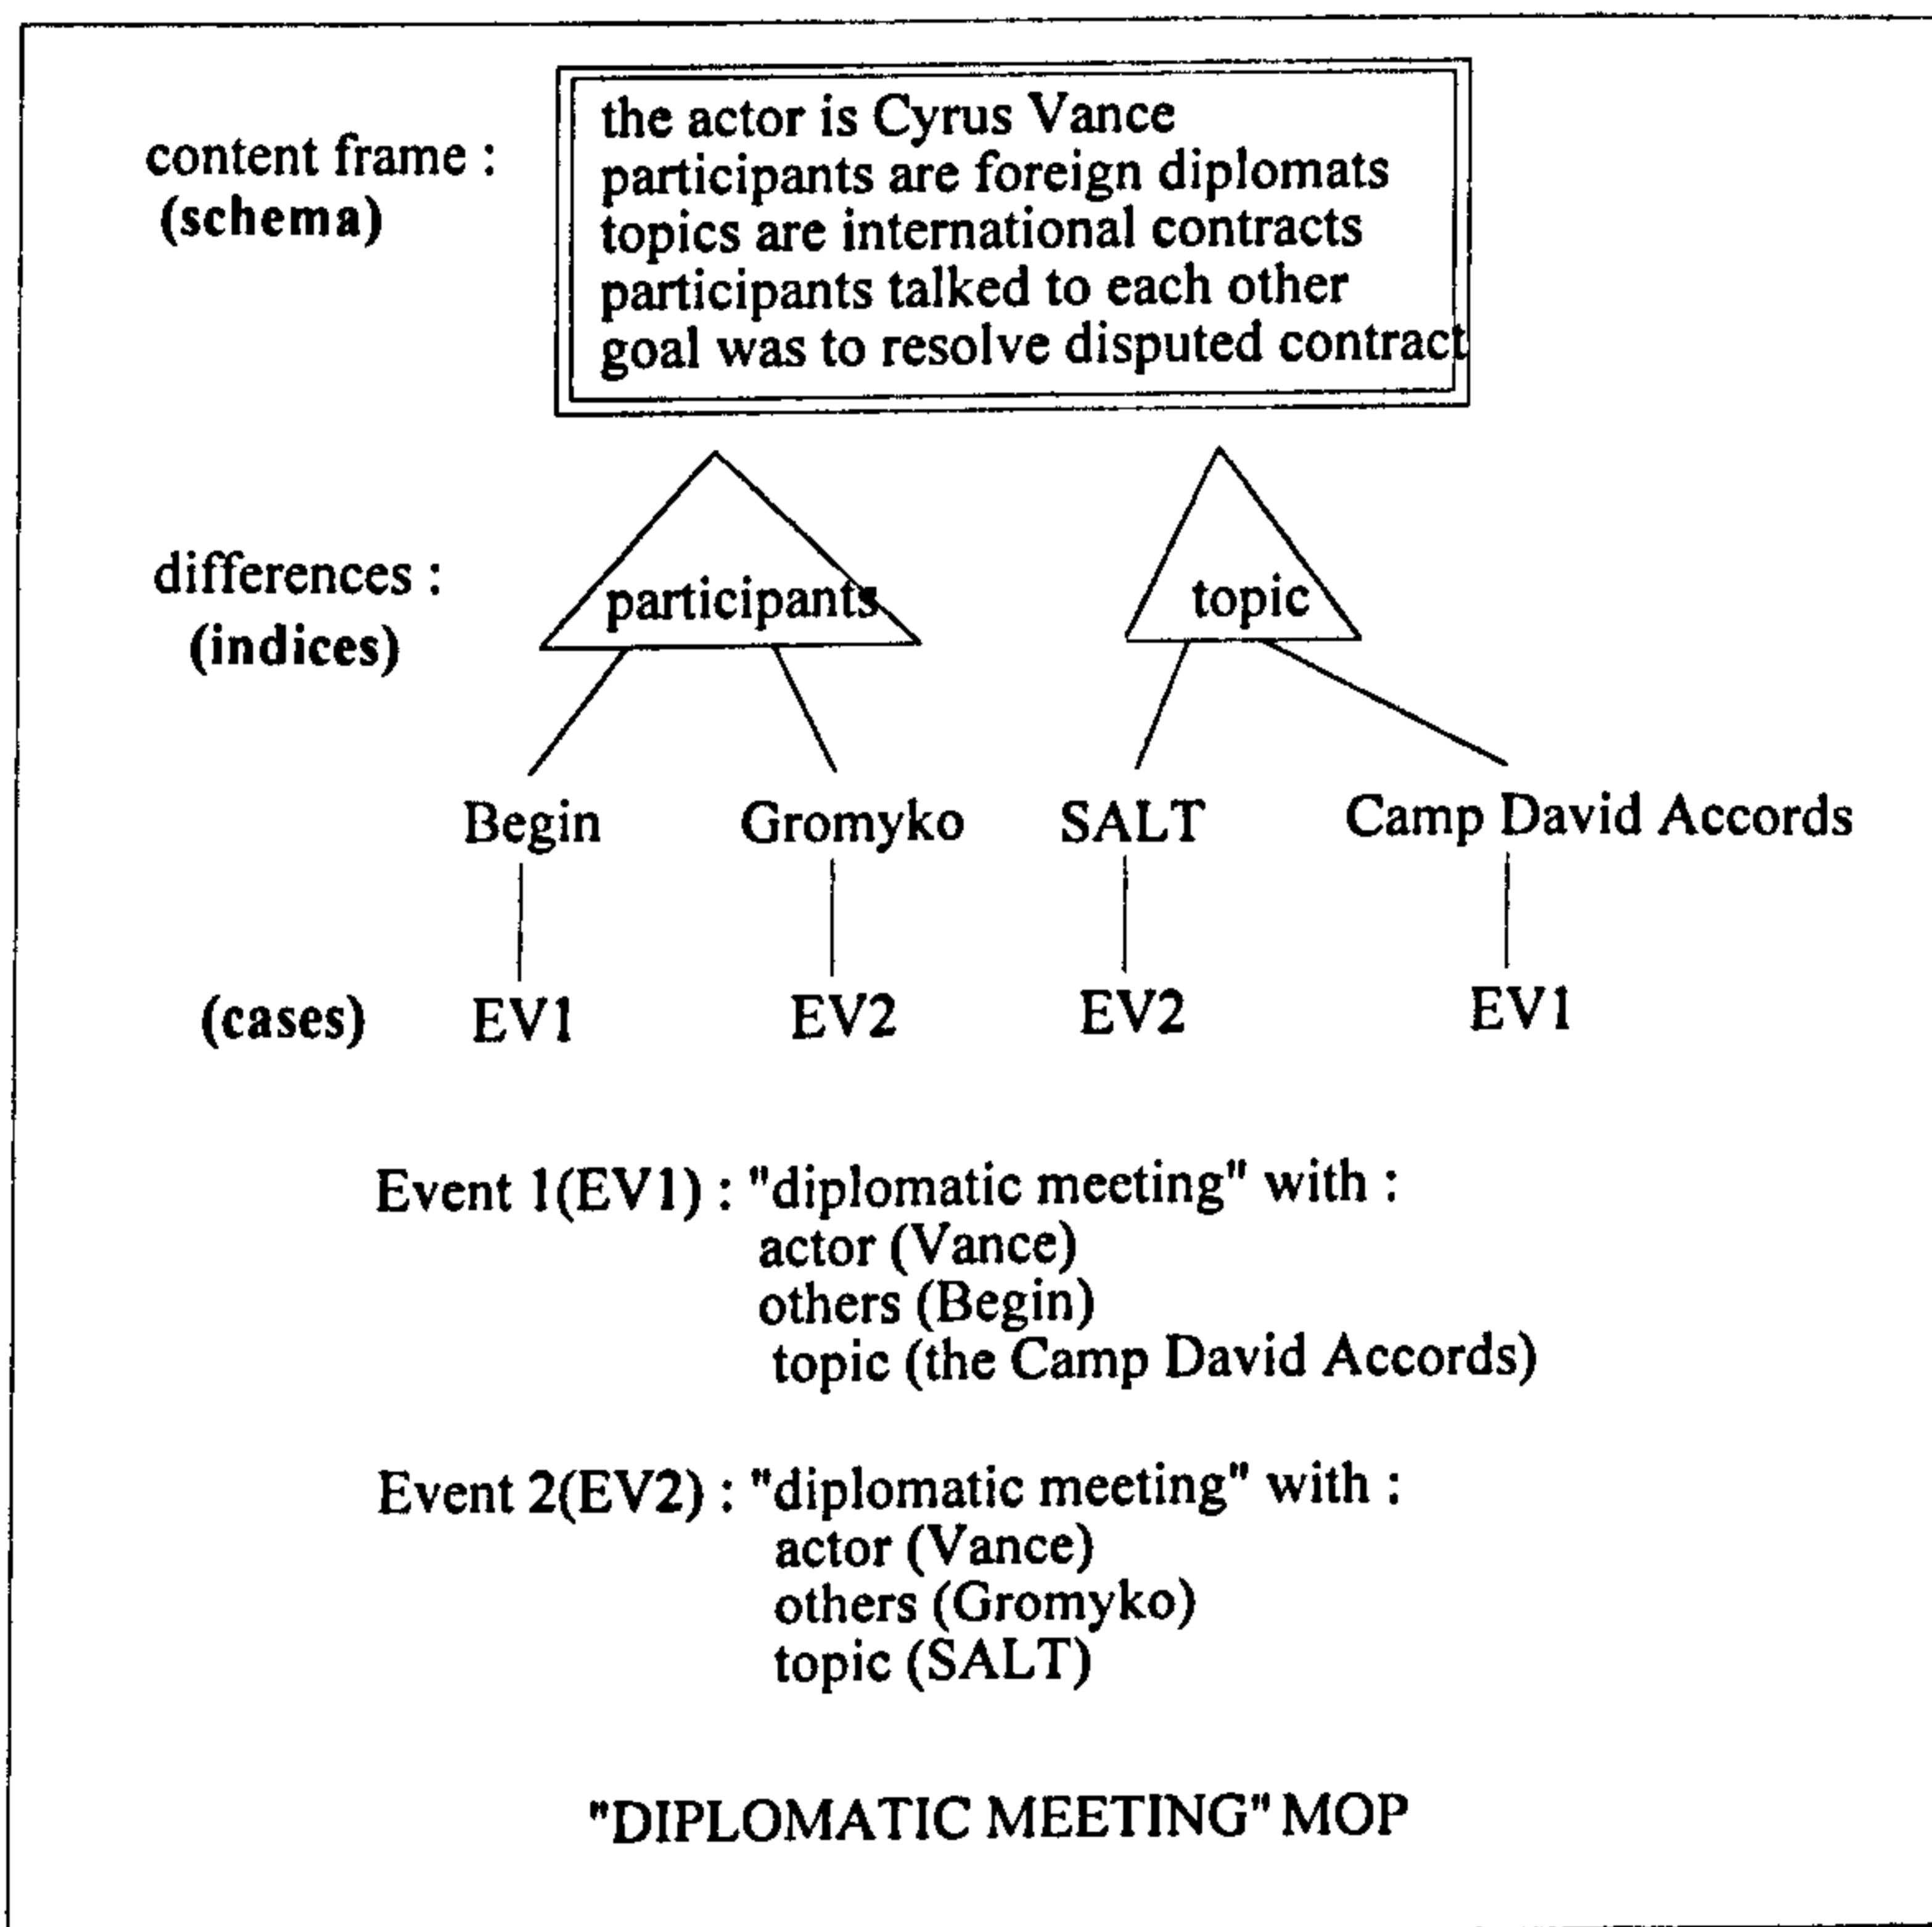 content frame :
(schema)
the actor is Cyrus Vance
participants are foreign diplomats
topics are international contracts
participants talked to each other
goal was to resolve disputed contract
differences :
(indices)
participants
topic
Begin Gromyko SALT Camp David Accords
(cases) EV1 EV2 EV2 EV1
Event 1(EV1) : "diplomatic meeting" with :
actor (Vance)
others (Begin)
topic (the Camp David Accords)
Event 2(EV2) : "diplomatic meeting" with :
actor (Vance)
others (Gromyko)
topic (SALT)
"DIPLOMATIC MEETING" MOP